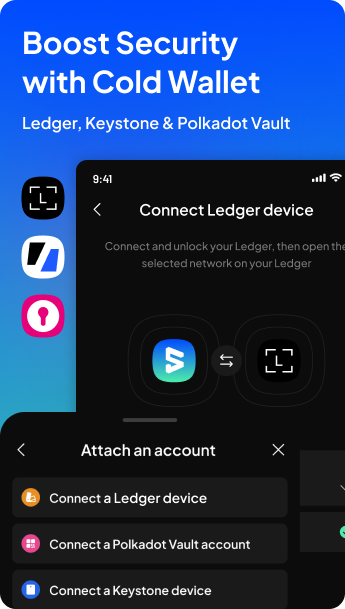 Boost Security
with Cold Wallet
Ledger, Keystone & Polkadot Vault
9:41
Connect Ledger device
Connect and unlock your Ledger, then open the
selected network on your Ledger
Attach an account
Connect a Ledger device
Connect a Polkadot Vault account
Connect a Keystone device